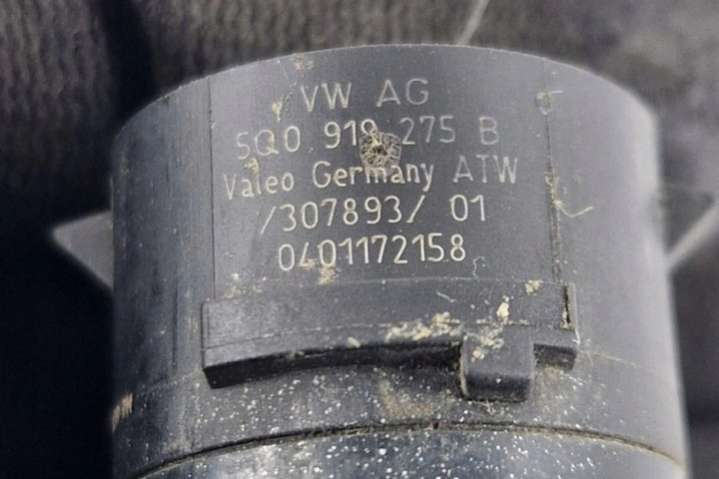 VW AG
5Q0 919 275 B
Valeo Germany ATW
/307893/ 01
0401172158